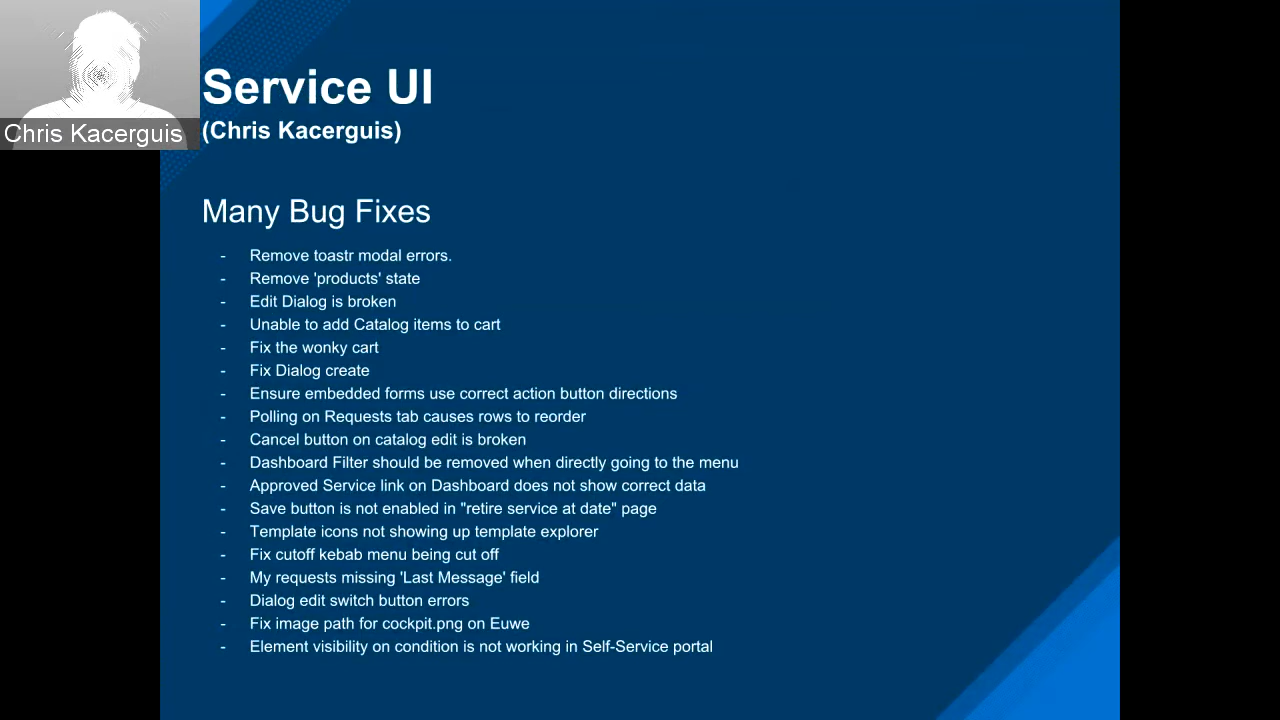 Chris Kacerguis
Service UI
(Chris Kacerguis)
Many Bug Fixes
- Remove toastr modal errors.
- Remove 'products' state
- Edit Dialog is broken
- Unable to add Catalog items to cart
- Fix the wonky cart
- Fix Dialog create
- Ensure embedded forms use correct action button directions
- Polling on Requests tab causes rows to reorder
- Cancel button on catalog edit is broken
- Dashboard Filter should be removed when directly going to the menu
- Approved Service link on Dashboard does not show correct data
- Save button is not enabled in "retire service at date" page
- Template icons not showing up template explorer
- Fix cutoff kebab menu being cut off
- My requests missing 'Last Message' field
- Dialog edit switch button errors
- Fix image path for cockpit.png on Euwe
- Element visibility on condition is not working in Self-Service portal